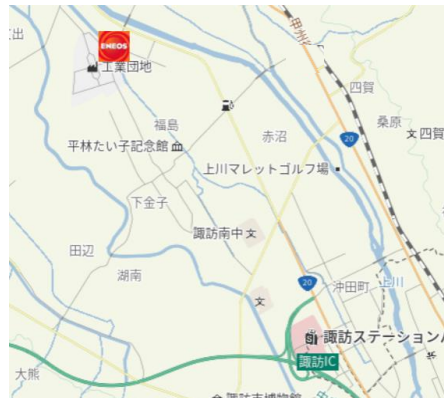 ENEOS
工業団地
甲州
四賀
福島
桑原
赤沼
20
四賀
平林たい子記念館
上川マレットゴルフ場
下金子
諏訪南中
田辺
湖南
20
沖田町
上川
諏訪ステーション
諏訪IC
大熊
諏訪市博物館